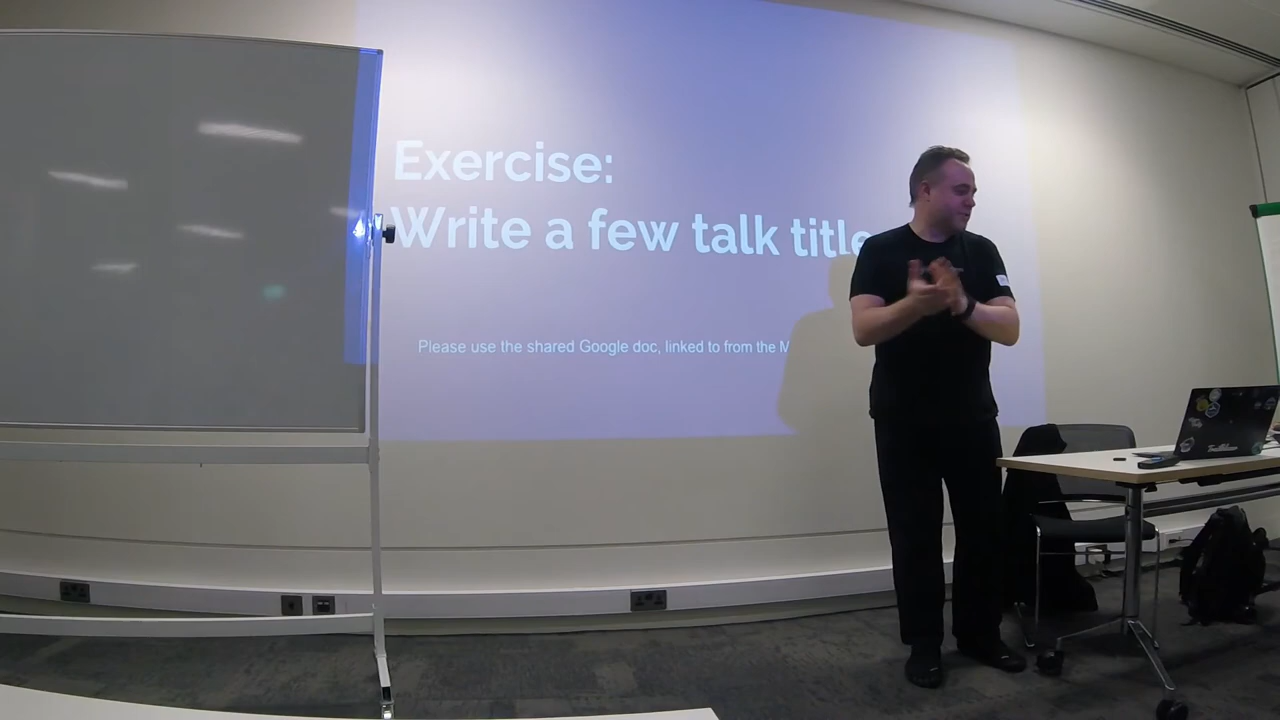 Exercise:
Write a few talk title
Please use the shared Google doc, linked to from the M